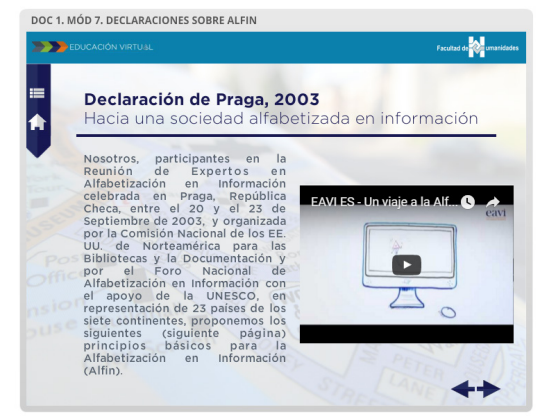 DOC 1. MÓD 7. DECLARACIONES SOBRE ALFIN
EDUCACIÓN VIRTUAL
Facultad de Humanidades
Declaración de Praga, 2003
Hacia una sociedad alfabetizada en información
Nosotros, participantes en la
Reunión de Expertos en
Alfabetización en Información
celebrada en Praga, República
Checa, entre el 20 y el 23 de
Septiembre de 2003, y organizada
por la Comisión Nacional de los EE.
UU. de Norteamérica para las
Bibliotecas y la Documentación y
por el Foro Nacional de
Alfabetización en Información con
el apoyo de la UNESCO, en
representación de 23 países de los
siete continentes, proponemos los
siguientes (siguiente página)
principios básicos para la
Alfabetización en Información
(Alfin).
EAVI ES - Un viaje a la Alf...
eavi
Post
Office
PETER
LANE
STREET